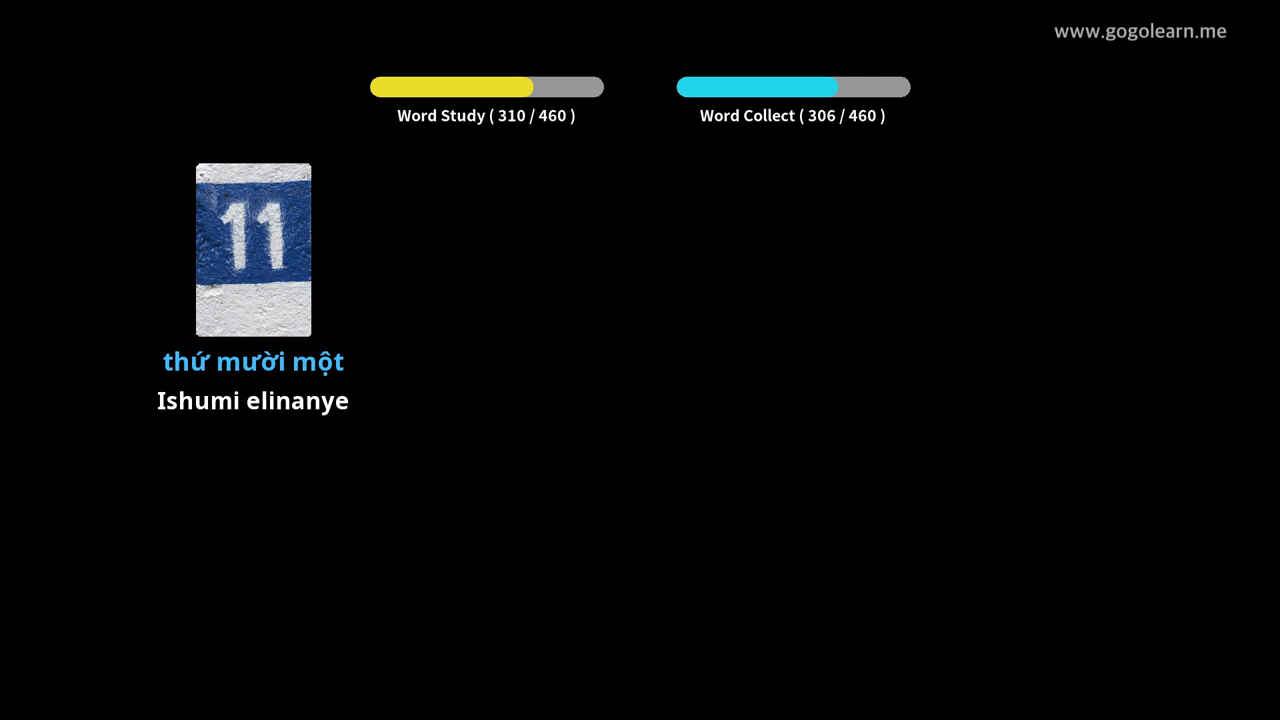 www.gogolearn.me
Word Study ( 310 / 460 )
Word Collect ( 306 / 460 )
11
thứ mười một
Ishumi elinanye